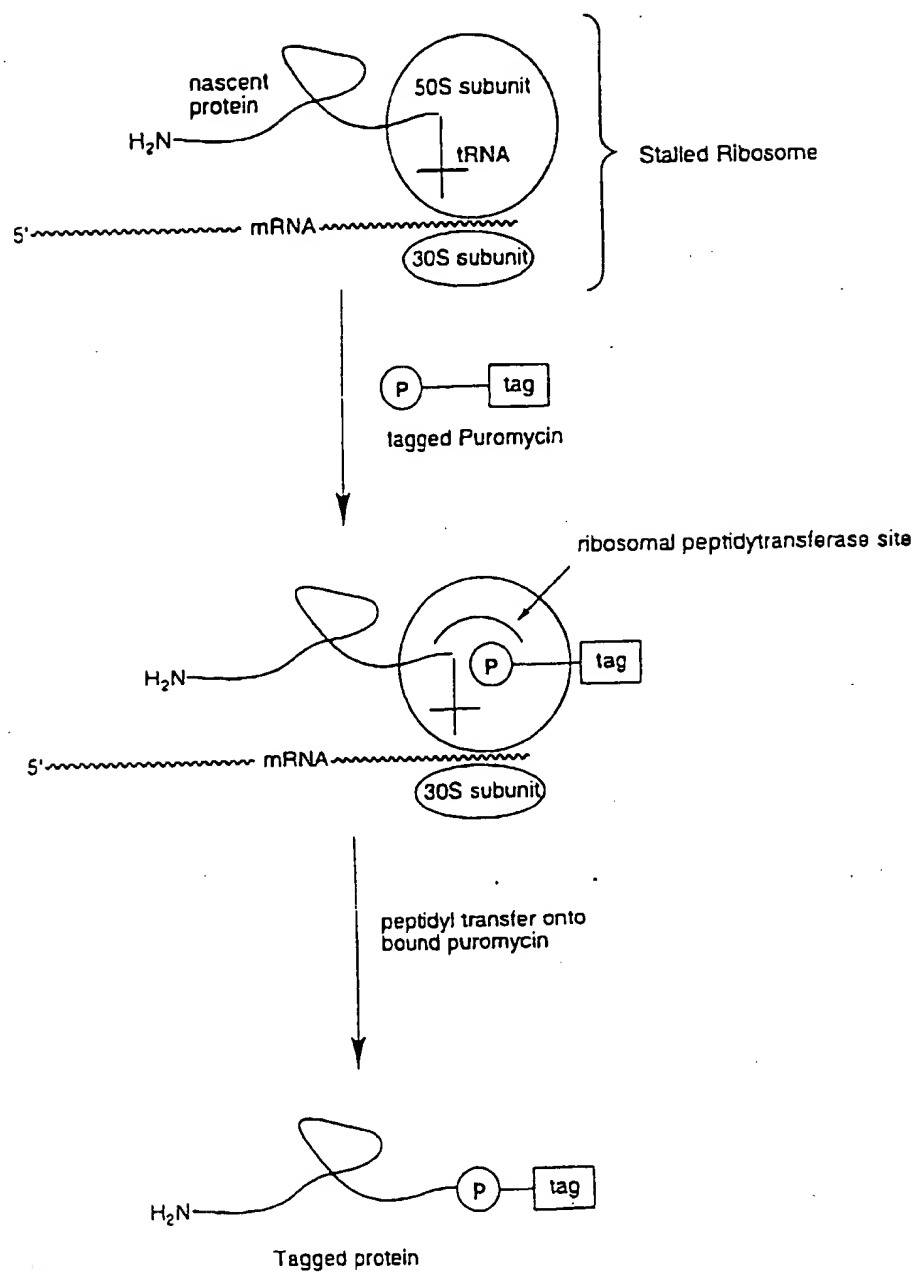 nascent
protein
50S subunit
H₂N
tRNA
Stalled Ribosome
5' mRNA
30S subunit
P tag
tagged Puromycin
ribosomal peptidytransferase site
H₂N
P tag
5' mRNA
30S subunit
peptidyl transfer onto
bound puromycin
H₂N P tag
Tagged protein